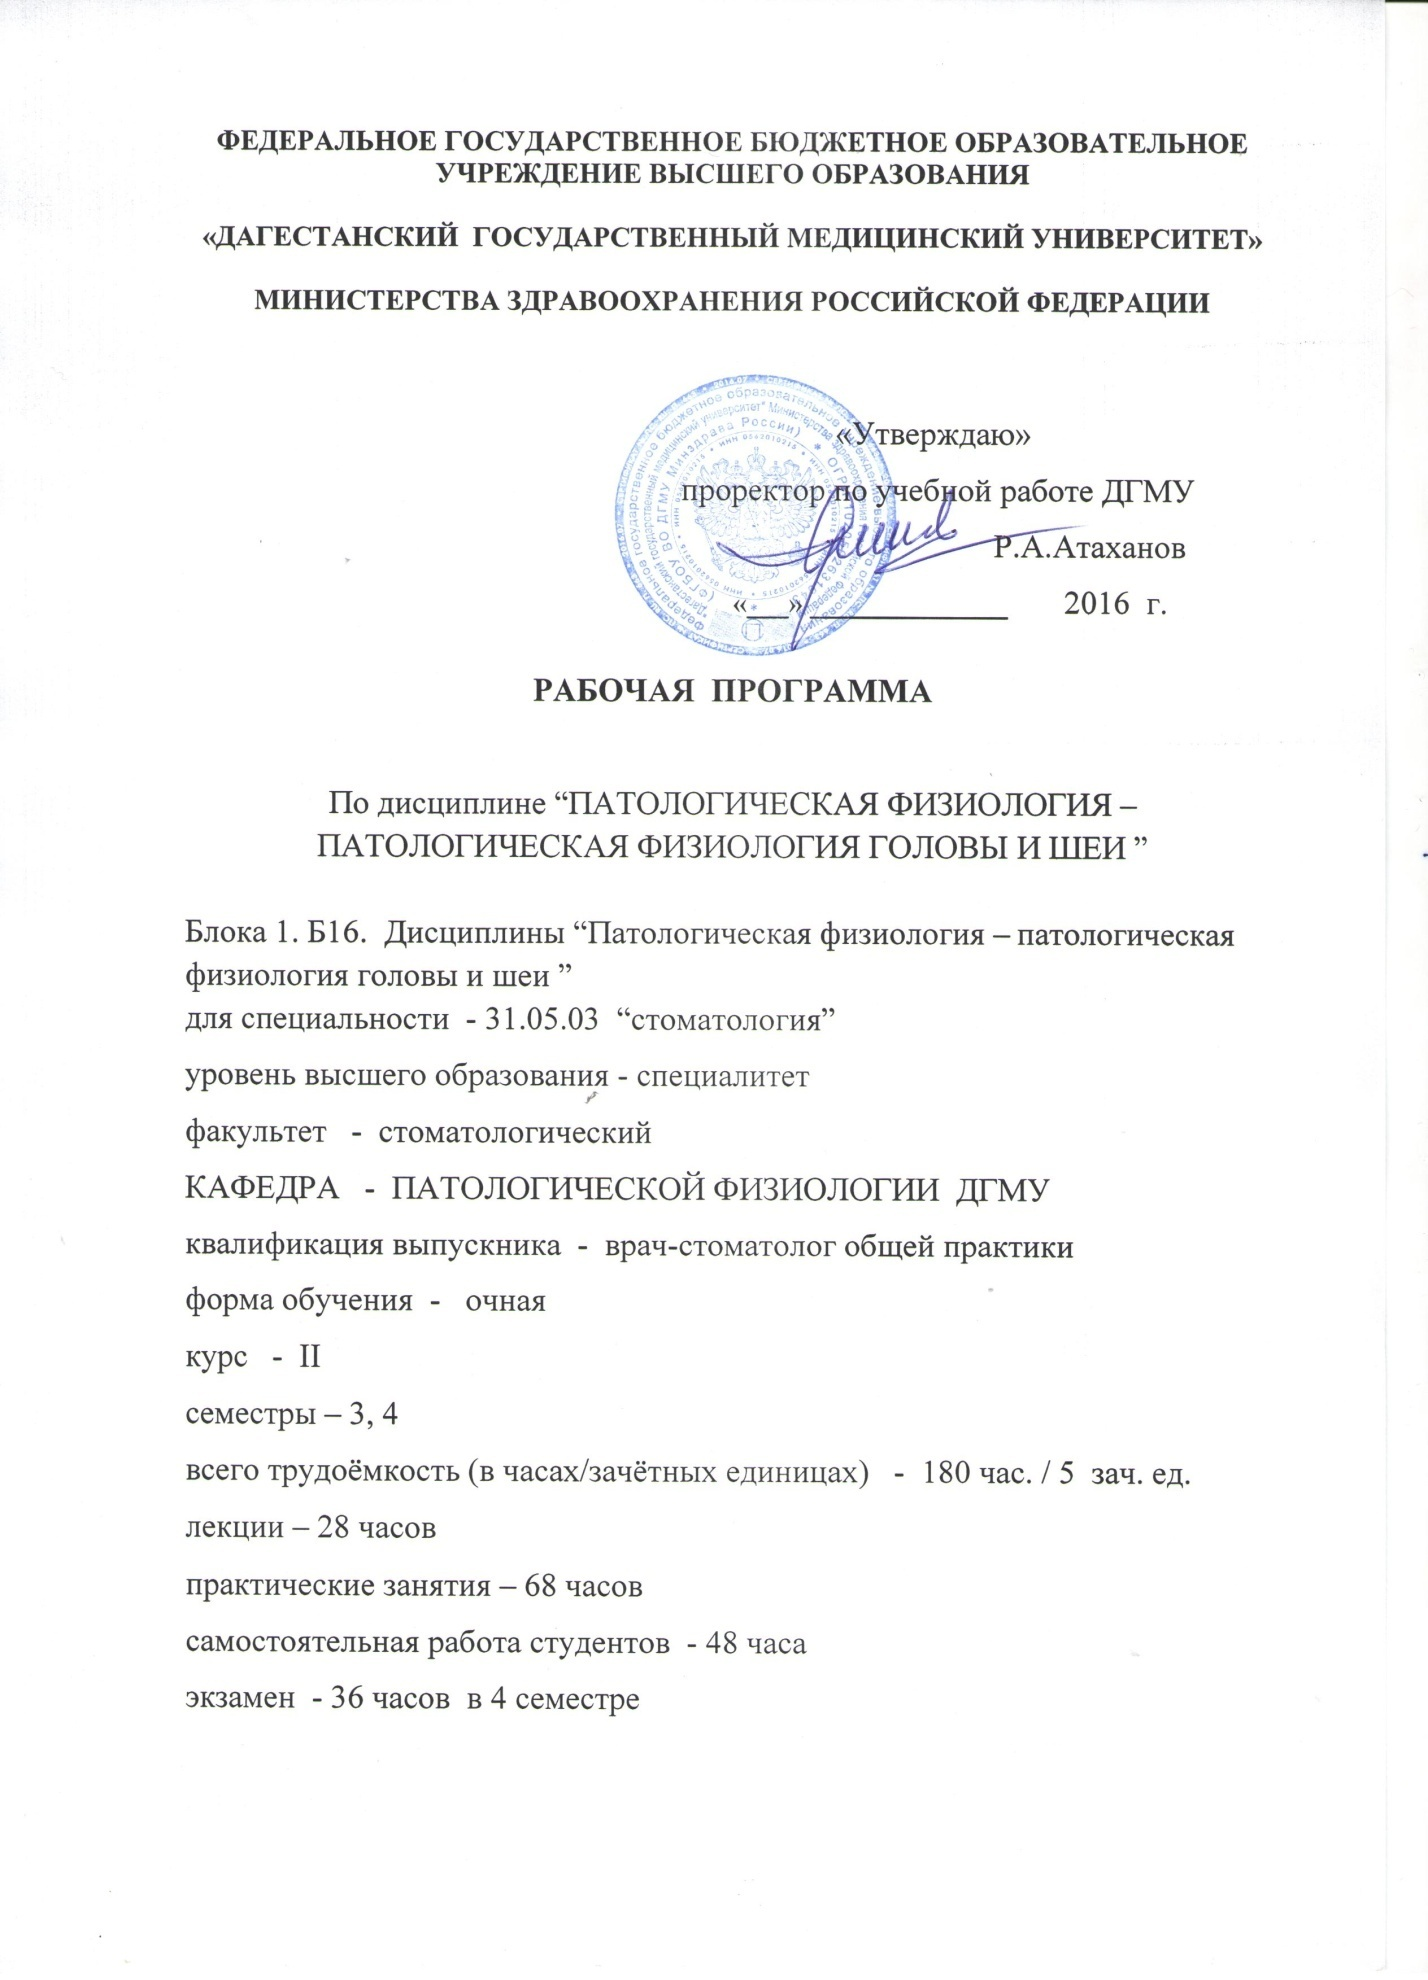 ФЕДЕРАЛЬНОЕ ГОСУДАРСТВЕННОЕ БЮДЖЕТНОЕ ОБРАЗОВАТЕЛЬНОЕ
УЧРЕЖДЕНИЕ ВЫСШЕГО ОБРАЗОВАНИЯ
«ДАГЕСТАНСКИЙ ГОСУДАРСТВЕННЫЙ МЕДИЦИНСКИЙ УНИВЕРСИТЕТ»
МИНИСТЕРСТВА ЗДРАВООХРАНЕНИЯ РОССИЙСКОЙ ФЕДЕРАЦИИ
«Утверждаю»
проректор по учебной работе ДГМУ
Р.А.Атаханов
«___»____________ 2016 г.
РАБОЧАЯ ПРОГРАММА
По дисциплине “ПАТОЛОГИЧЕСКАЯ ФИЗИОЛОГИЯ –
ПАТОЛОГИЧЕСКАЯ ФИЗИОЛОГИЯ ГОЛОВЫ И ШЕИ ”
Блока 1. Б16. Дисциплины “Патологическая физиология – патологическая
физиология головы и шеи ”
для специальности - 31.05.03 “стоматология”
уровень высшего образования - специалитет
факультет - стоматологический
КАФЕДРА - ПАТОЛОГИЧЕСКОЙ ФИЗИОЛОГИИ ДГМУ
квалификация выпускника - врач-стоматолог общей практики
форма обучения - очная
курс - II
семестры – 3, 4
всего трудоёмкость (в часах/зачётных единицах) - 180 час. / 5 зач. ед.
лекции – 28 часов
практические занятия – 68 часов
самостоятельная работа студентов - 48 часа
экзамен - 36 часов в 4 семестре